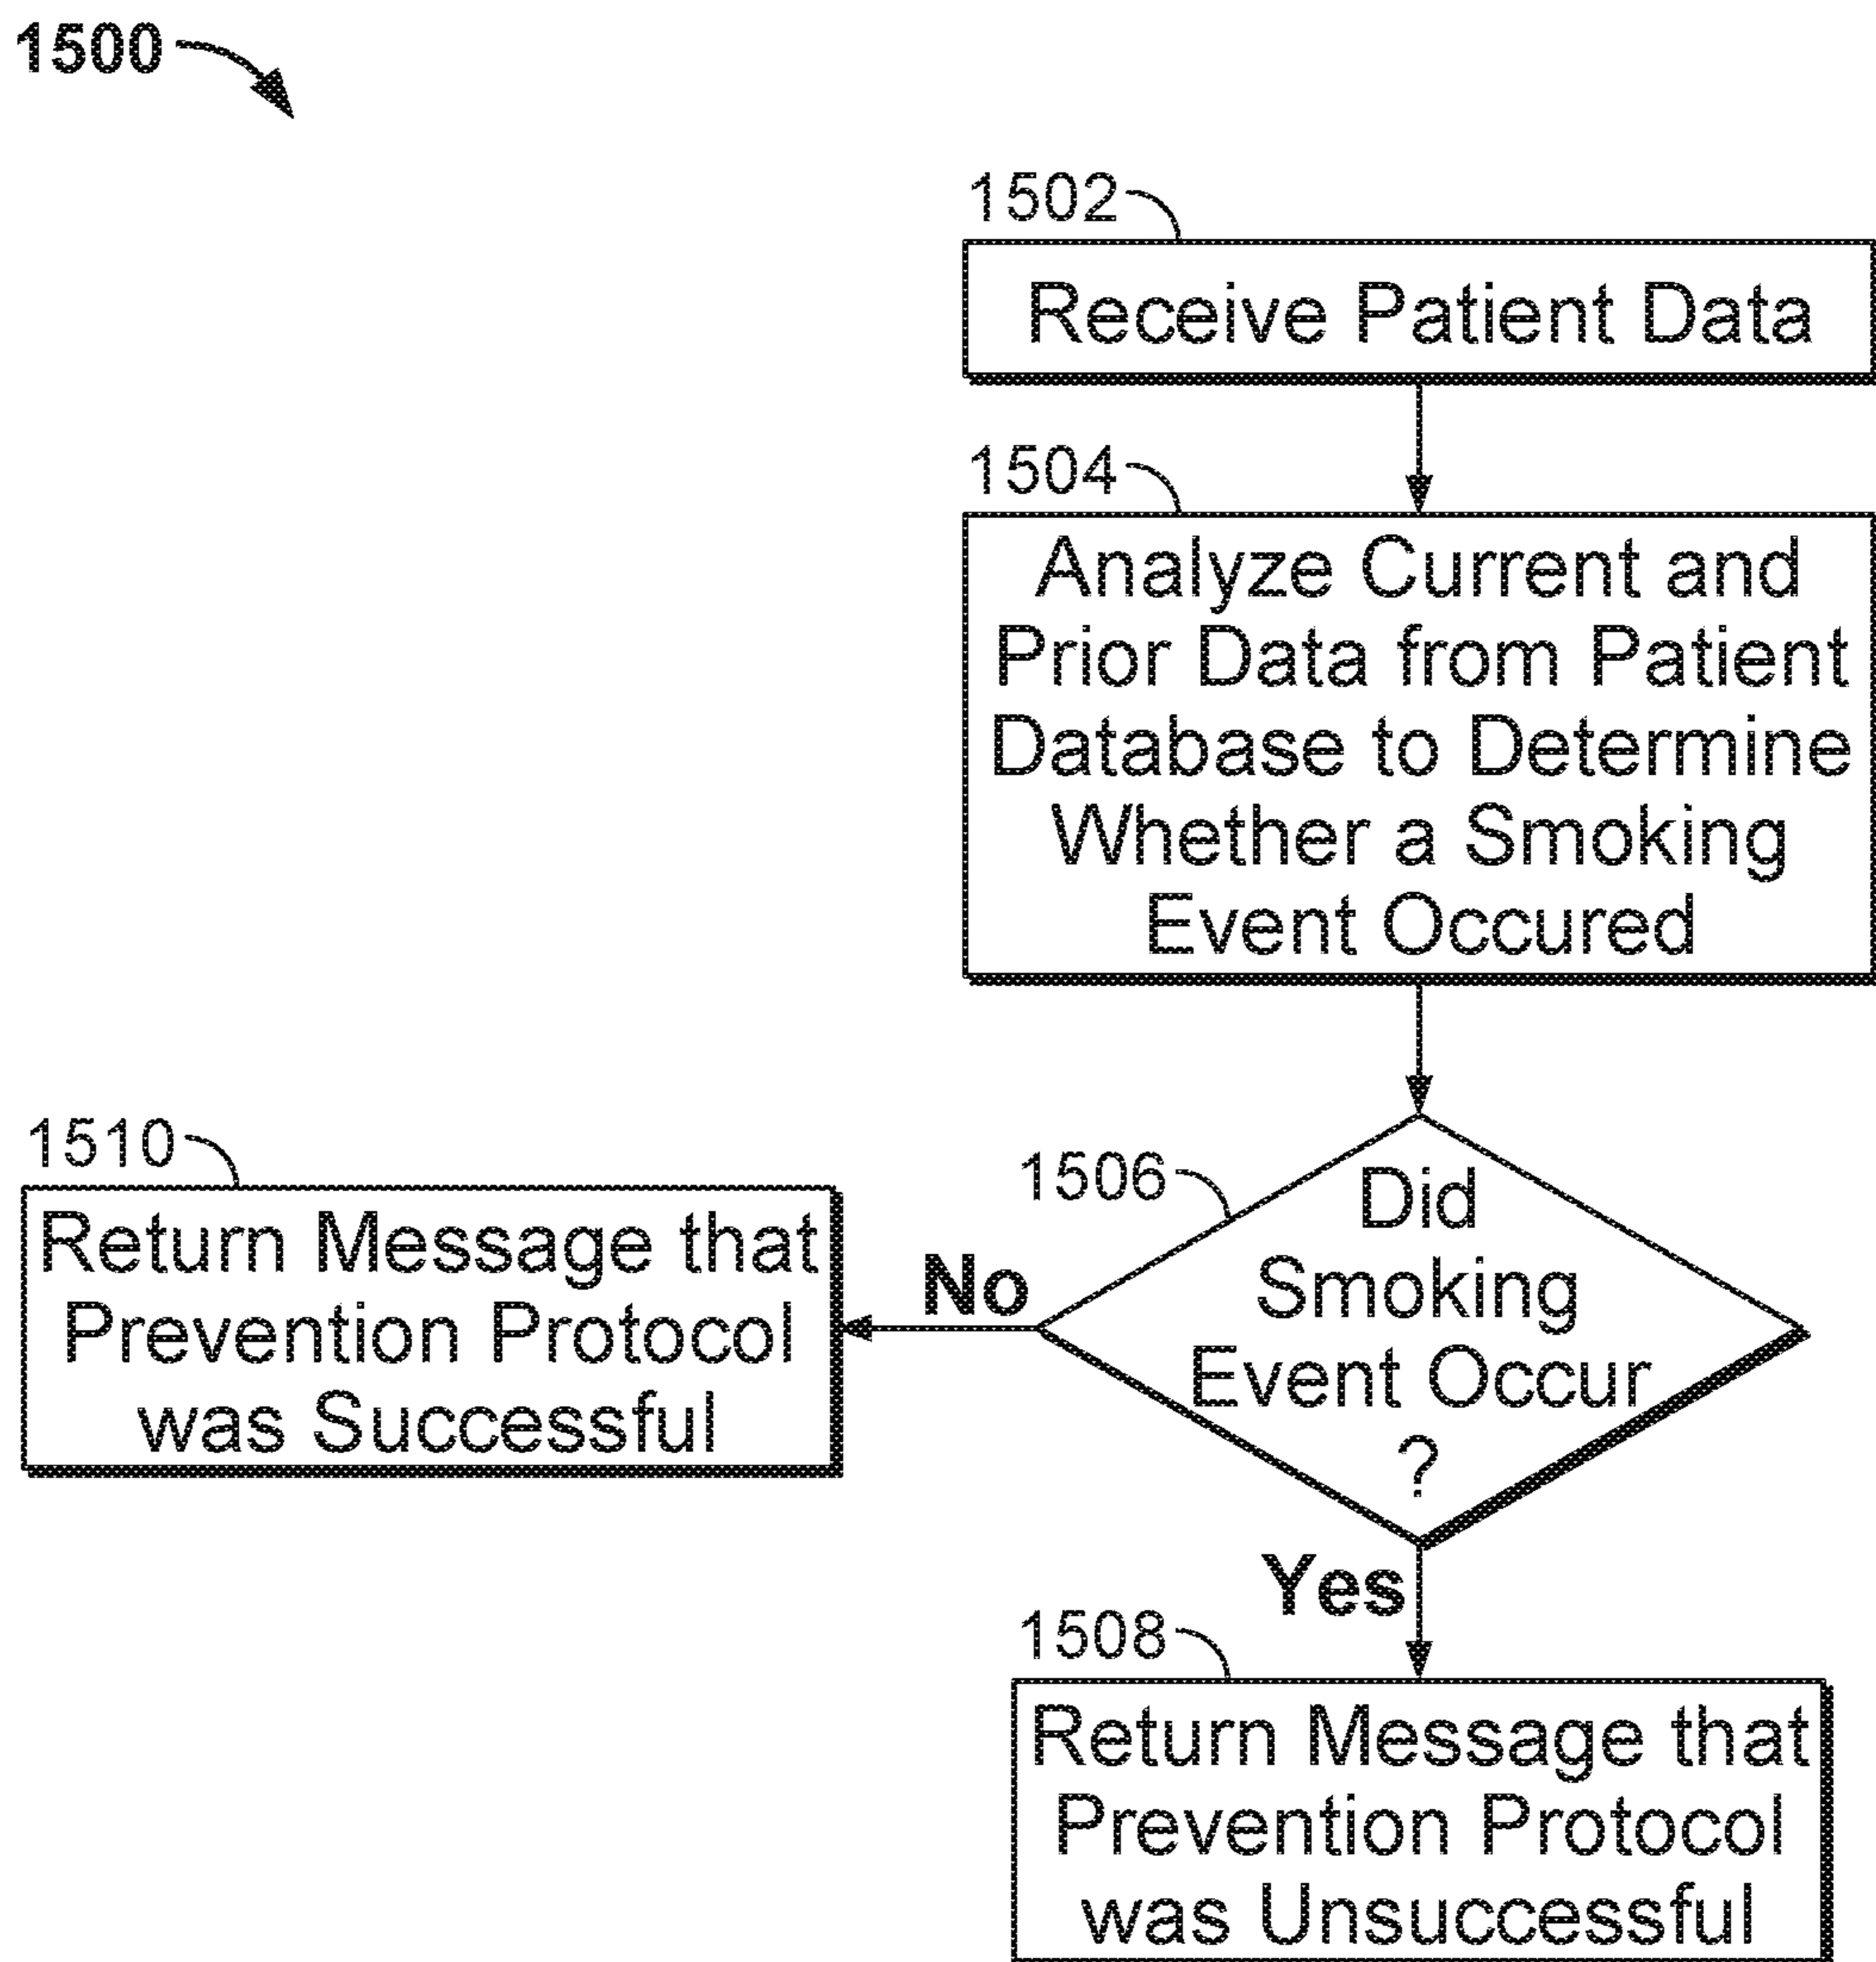 1500
1502
Receive Patient Data
1504
Analyze Current and
Prior Data from Patient
Database to Determine
Whether a Smoking
Event Occured
1506
Did
Smoking
Event Occur
?
No
1510
Return Message that
Prevention Protocol
was Successful
Yes
1508
Return Message that
Prevention Protocol
was Unsuccessful